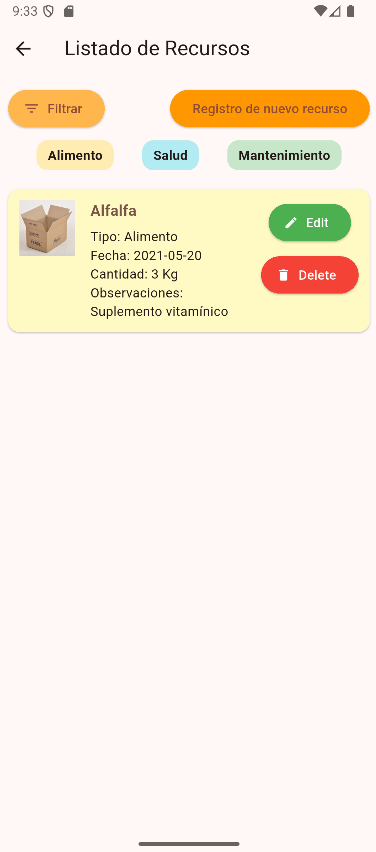 9:33
Listado de Recursos
Filtrar
Registro de nuevo recurso
Alimento
Salud
Mantenimiento
Alfalfa
Tipo: Alimento
Fecha: 2021-05-20
Cantidad: 3 Kg
Observaciones:
Suplemento vitamínico
Edit
Delete